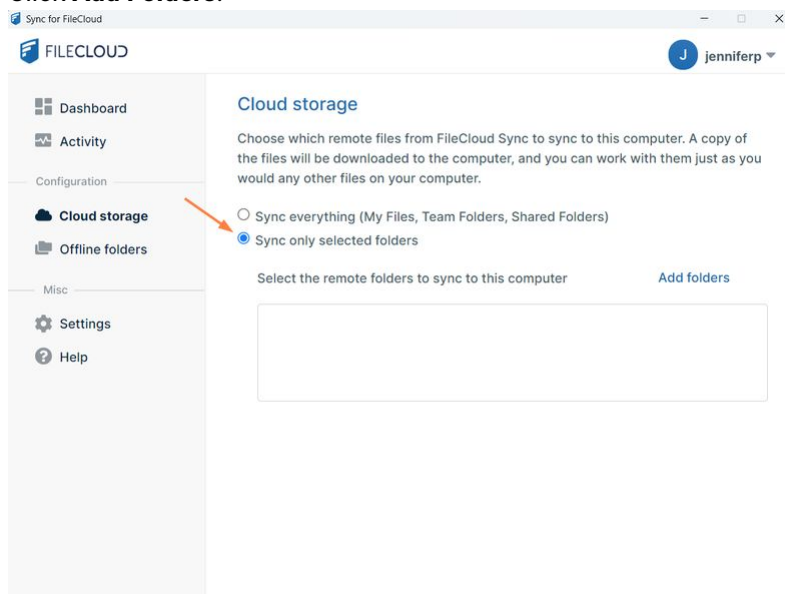 Click Add Folders.
Sync for FileCloud
FILECLOUD
J jenniferp
Dashboard
Activity
Configuration
Cloud storage
Offline folders
Misc
Settings
Help
Cloud storage
Choose which remote files from FileCloud Sync to sync to this computer. A copy of
the files will be downloaded to the computer, and you can work with them just as you
would any other files on your computer.
Sync everything (My Files, Team Folders, Shared Folders)
Sync only selected folders
Select the remote folders to sync to this computer
Add folders